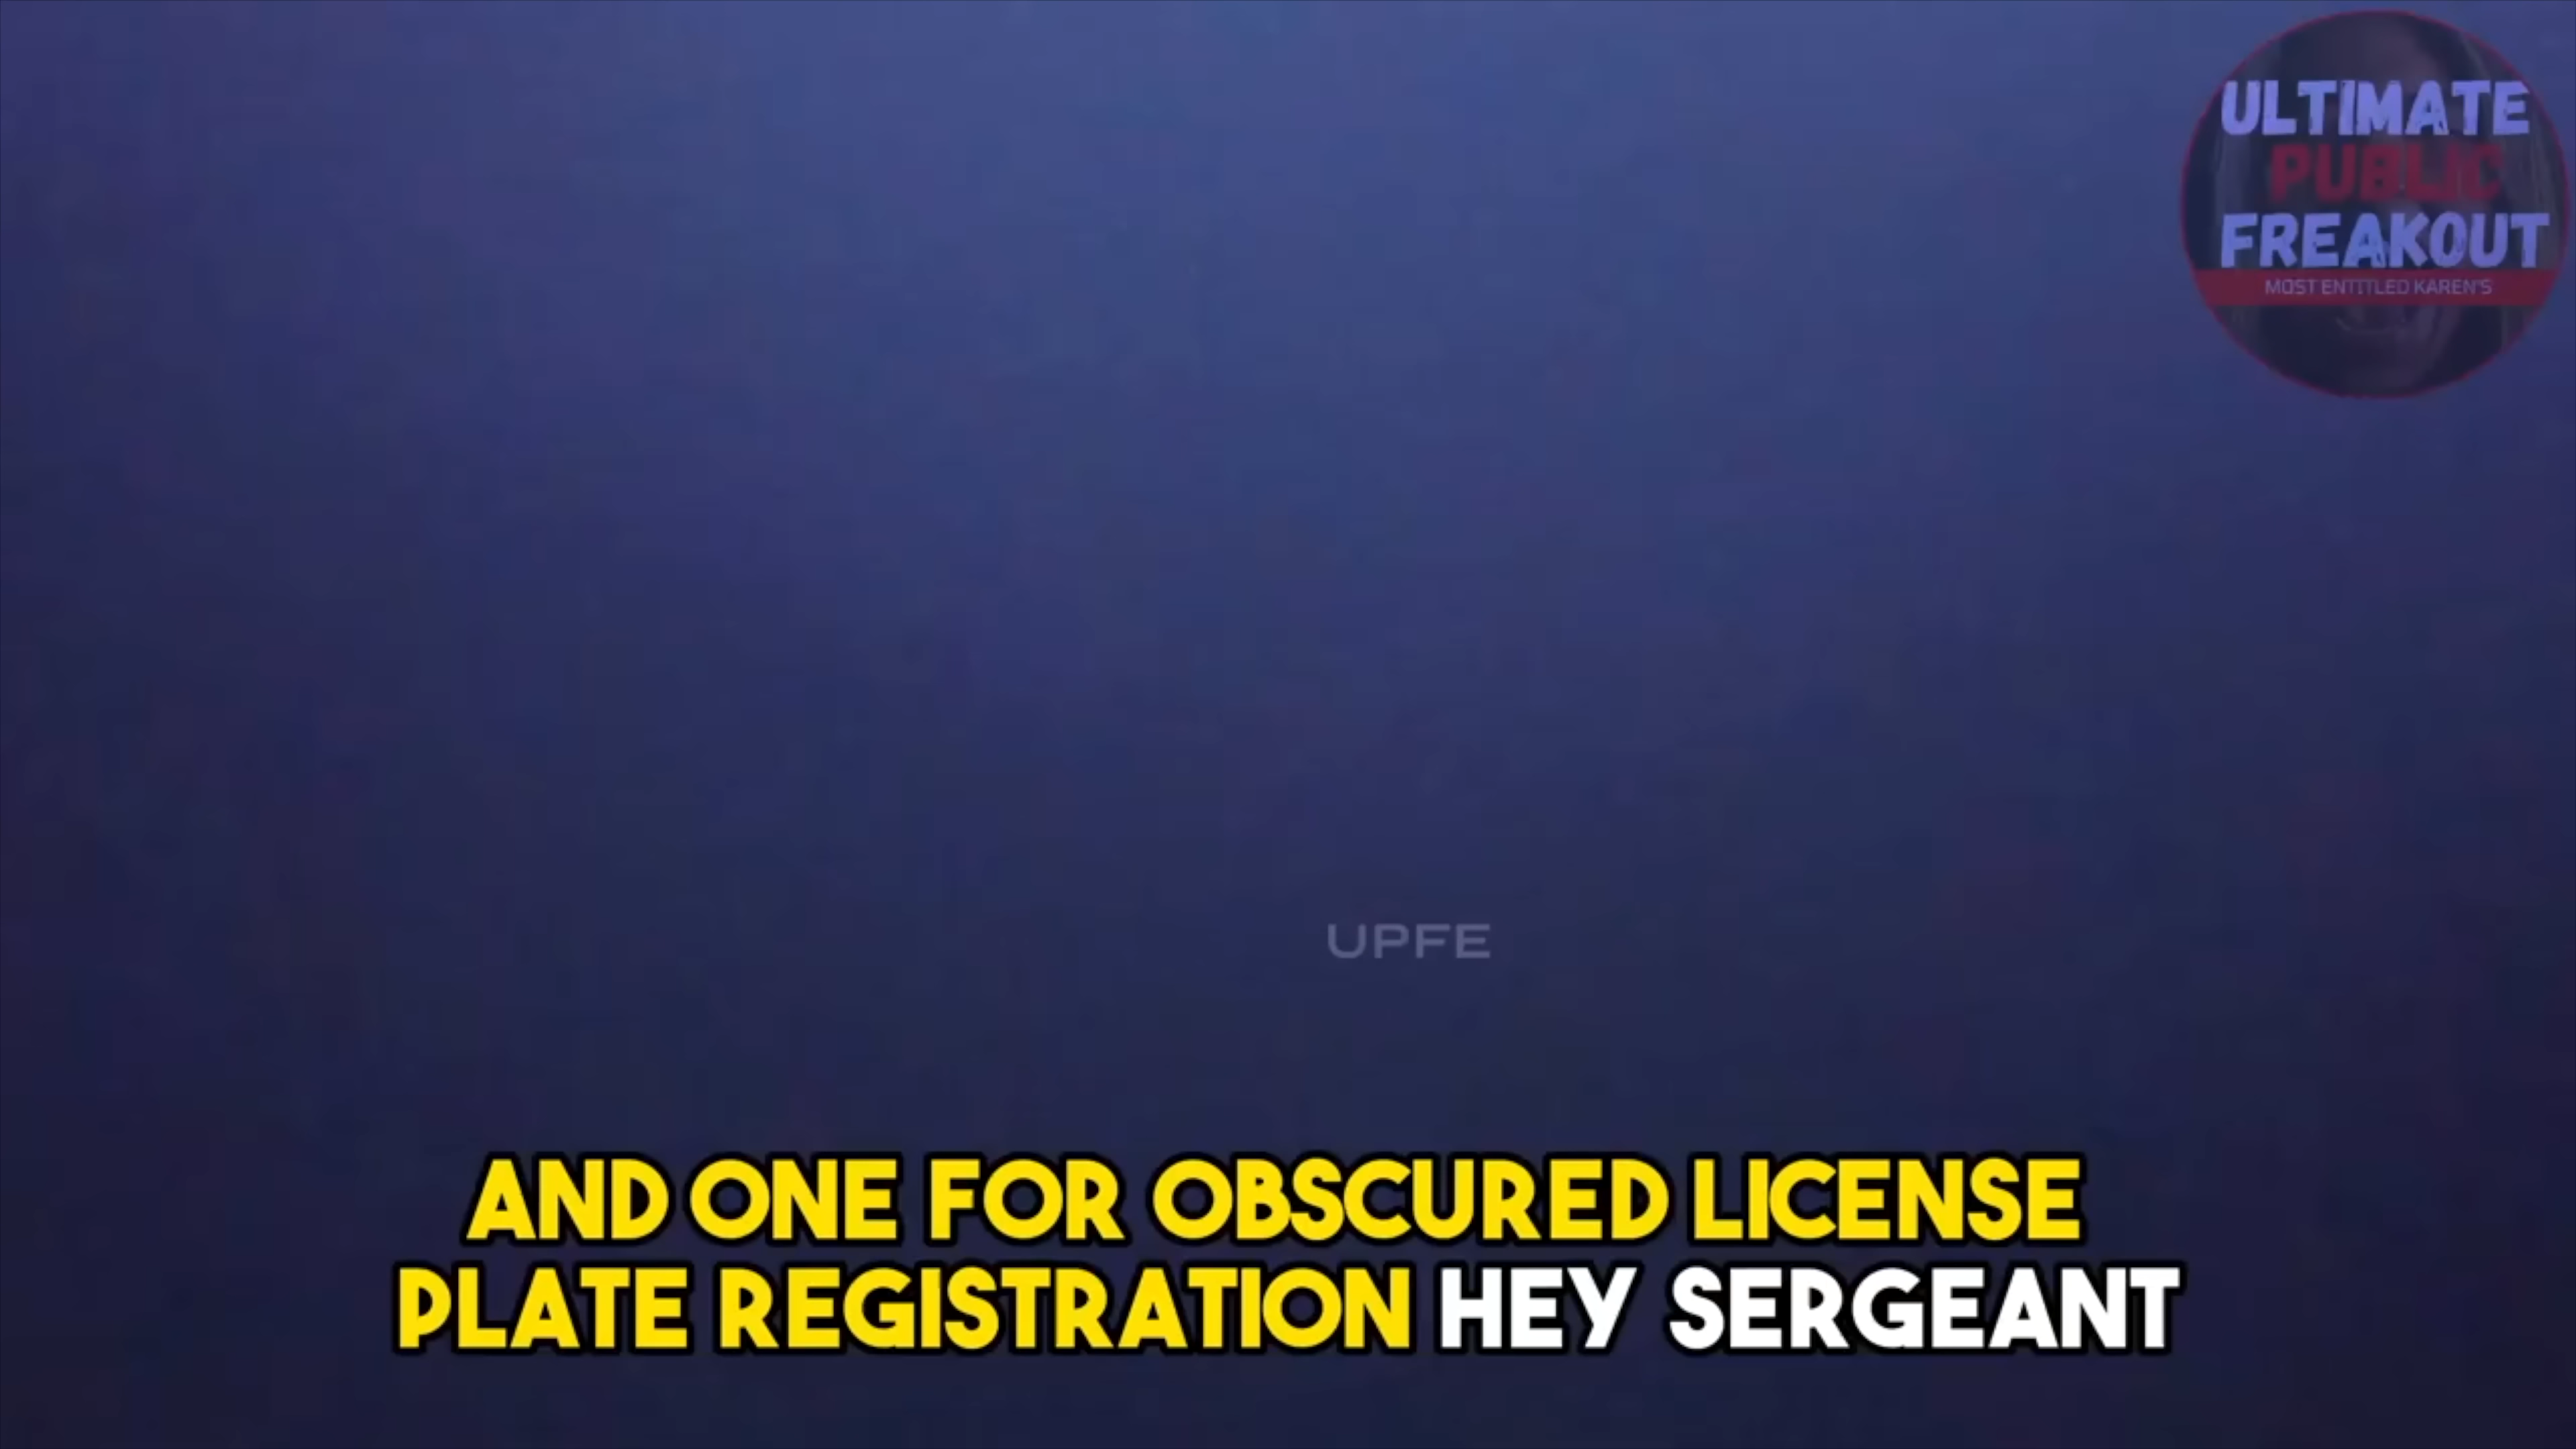 ULTIMATE
PUBLIC
FREAKOUT
MOST ENTITLED KAREN'S
UPFE
AND ONE FOR OBSCURED LICENSE
PLATE REGISTRATION HEY SERGEANT